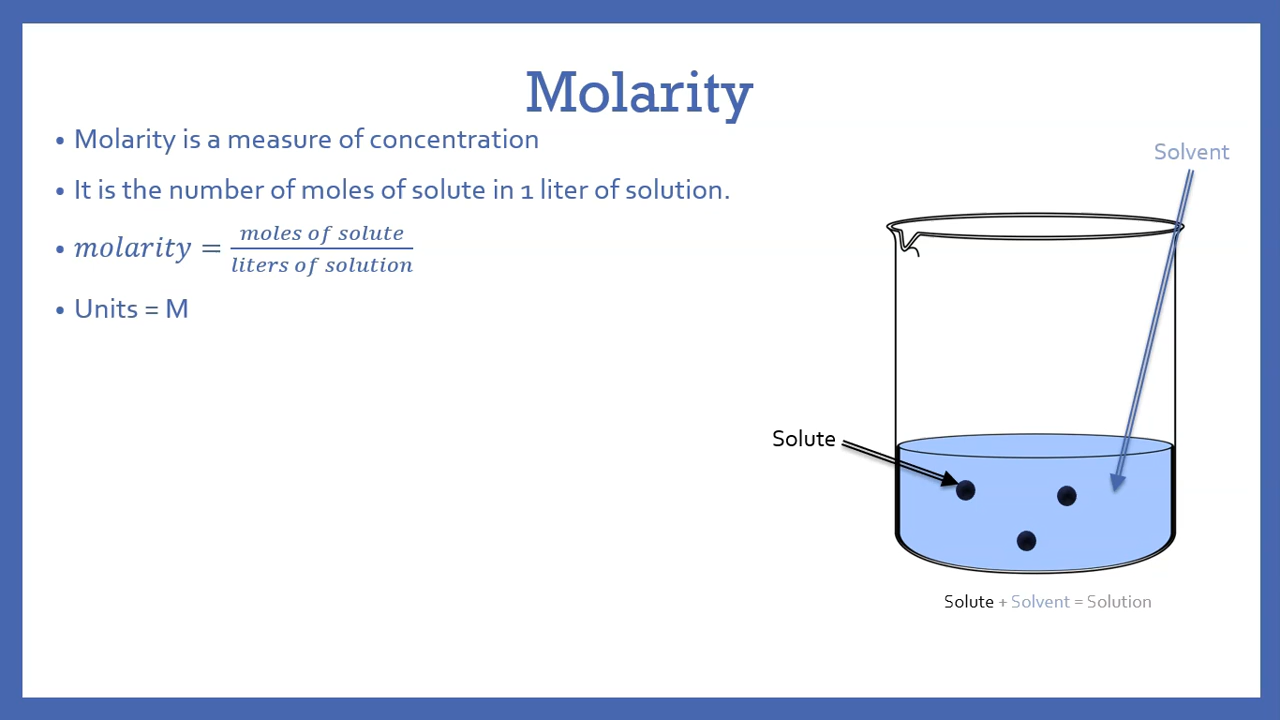 Molarity
• Molarity is a measure of concentration
• It is the number of moles of solute in 1 liter of solution.
• molarity = moles of solute / liters of solution
• Units = M
Solvent
Solute
Solute + Solvent = Solution